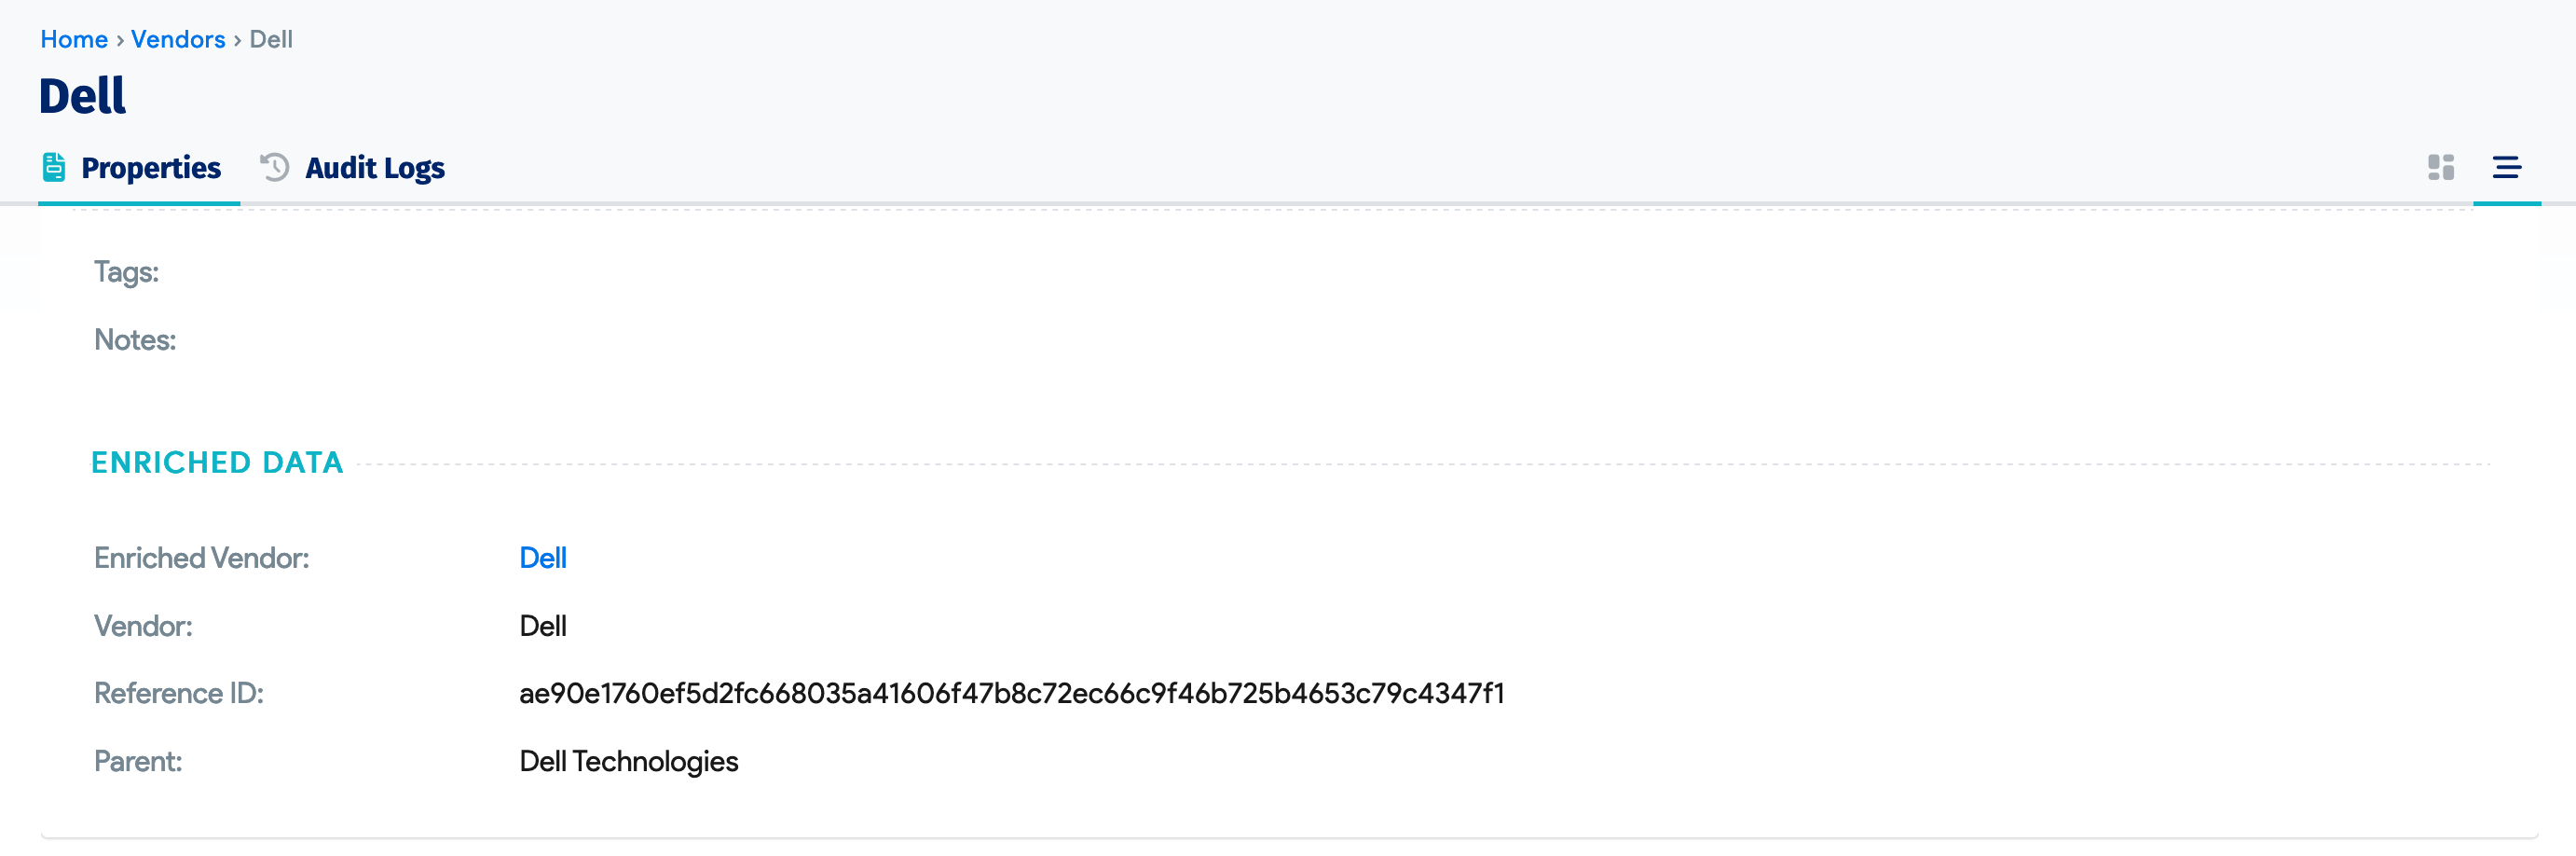 Home › Vendors › Dell
Dell
Properties Audit Logs
Tags:
Notes:
ENRICHED DATA
Enriched Vendor: Dell
Vendor: Dell
Reference ID: ae90e1760ef5d2fc668035a41606f47b8c72ec66c9f46b725b4653c79c4347f1
Parent: Dell Technologies